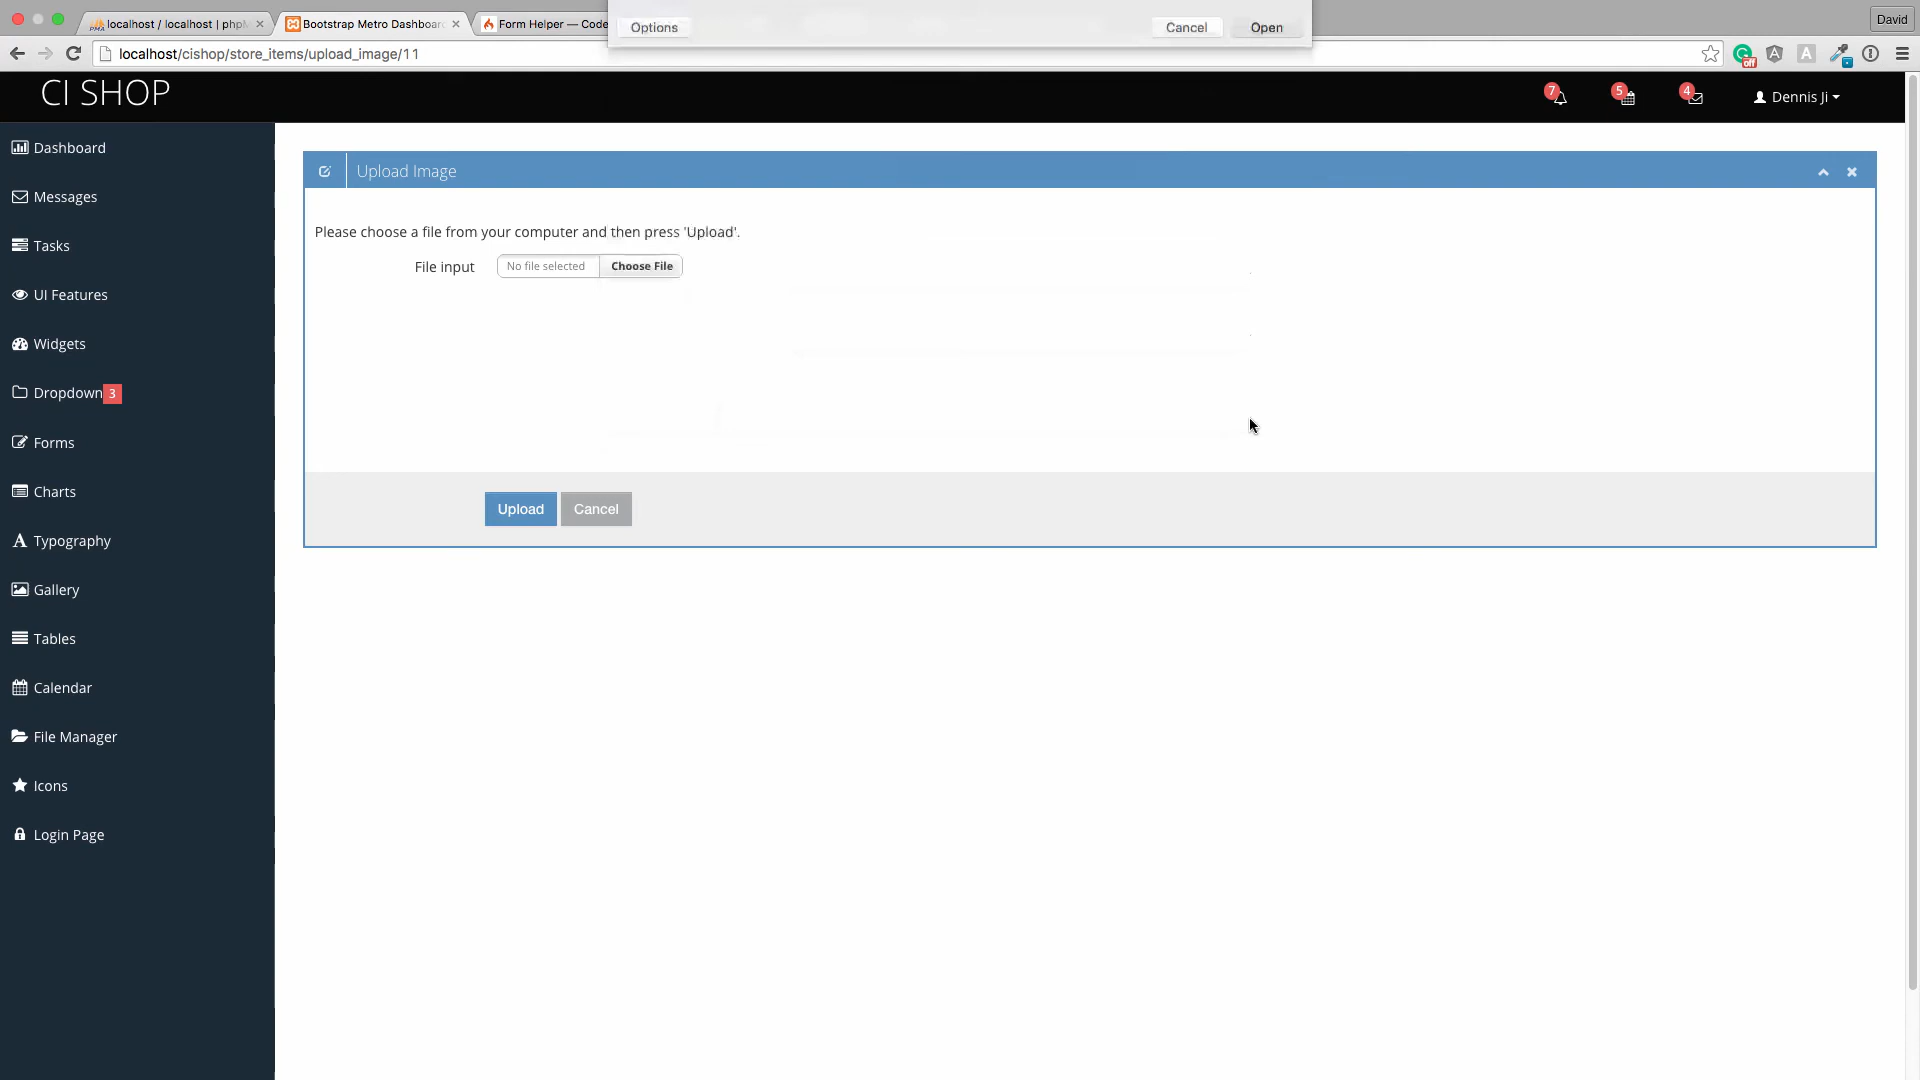 localhost / localhost | phpM
Bootstrap Metro Dashboard
Form Helper — Code
Options
Cancel
Open
David
localhost/cishop/store_items/upload_image/11
off
CI SHOP
7
5
4
Dennis Ji
Dashboard
Messages
Tasks
UI Features
Widgets
Dropdown 3
Forms
Charts
Typography
Gallery
Tables
Calendar
File Manager
Icons
Login Page
Upload Image
Please choose a file from your computer and then press 'Upload'.
File input
No file selected
Choose File
Upload
Cancel